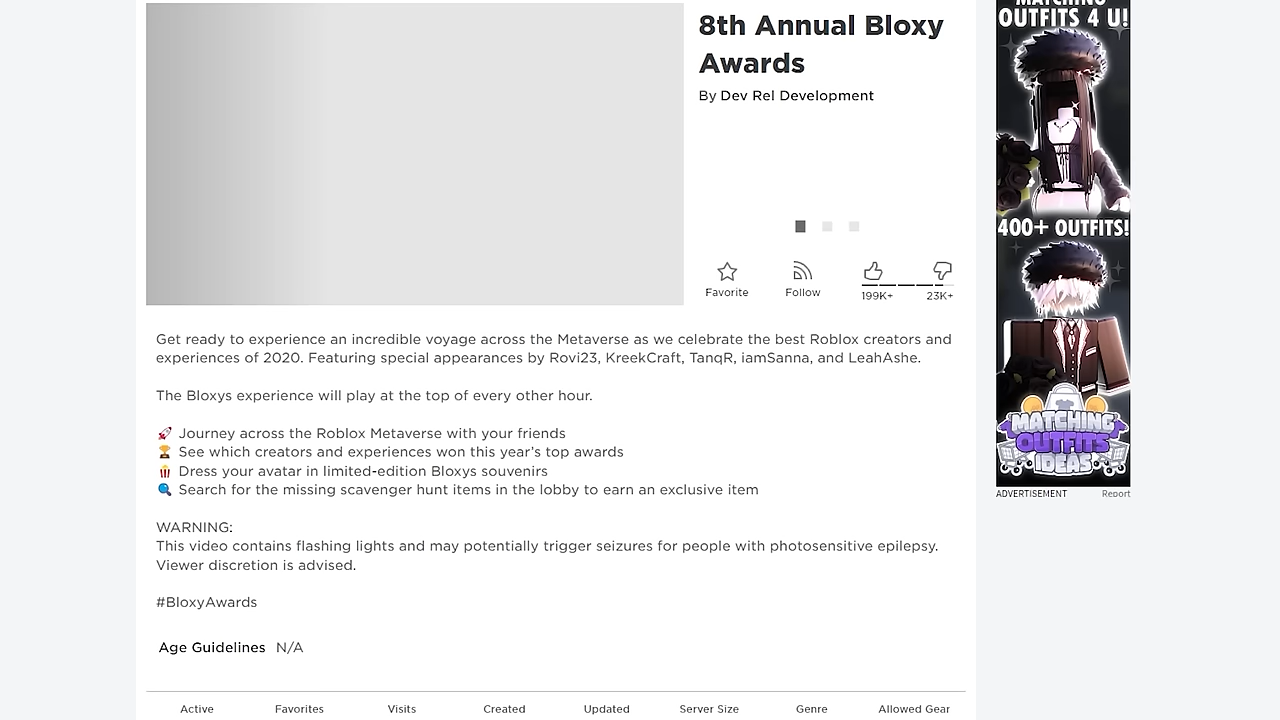 8th Annual Bloxy
Awards
By Dev Rel Development
Favorite
Follow
199K+
23K+
Get ready to experience an incredible voyage across the Metaverse as we celebrate the best Roblox creators and
experiences of 2020. Featuring special appearances by Rovi23, KreekCraft, TanqR, iamSanna, and LeahAshe.
The Bloxys experience will play at the top of every other hour.
🚀 Journey across the Roblox Metaverse with your friends
🏆 See which creators and experiences won this year’s top awards
🍿 Dress your avatar in limited-edition Bloxys souvenirs
🔍 Search for the missing scavenger hunt items in the lobby to earn an exclusive item
WARNING:
This video contains flashing lights and may potentially trigger seizures for people with photosensitive epilepsy.
Viewer discretion is advised.
#BloxyAwards
Age Guidelines N/A
Active Favorites Visits Created Updated Server Size Genre Allowed Gear
MATCHING
OUTFITS 4 U!
400+ OUTFITS!
MATCHING
OUTFITS
IDEAS
ADVERTISEMENT Report